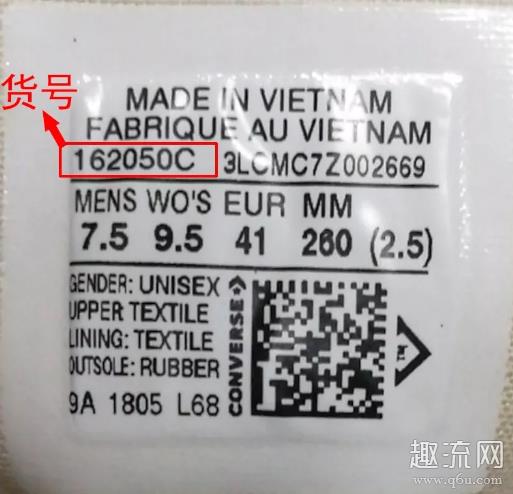 货号
MADE IN VIETNAM
FABRIQUE AU VIETNAM
162050C 3LCMC7Z002669
MENS WO'S EUR MM
7.5 9.5 41 260 (2.5)
GENDER: UNISEX
UPPER TEXTILE
LINING: TEXTILE
OUTSOLE: RUBBER
9A 1805 L68
CONVERSE
TM
趣流网
www.q6u.com